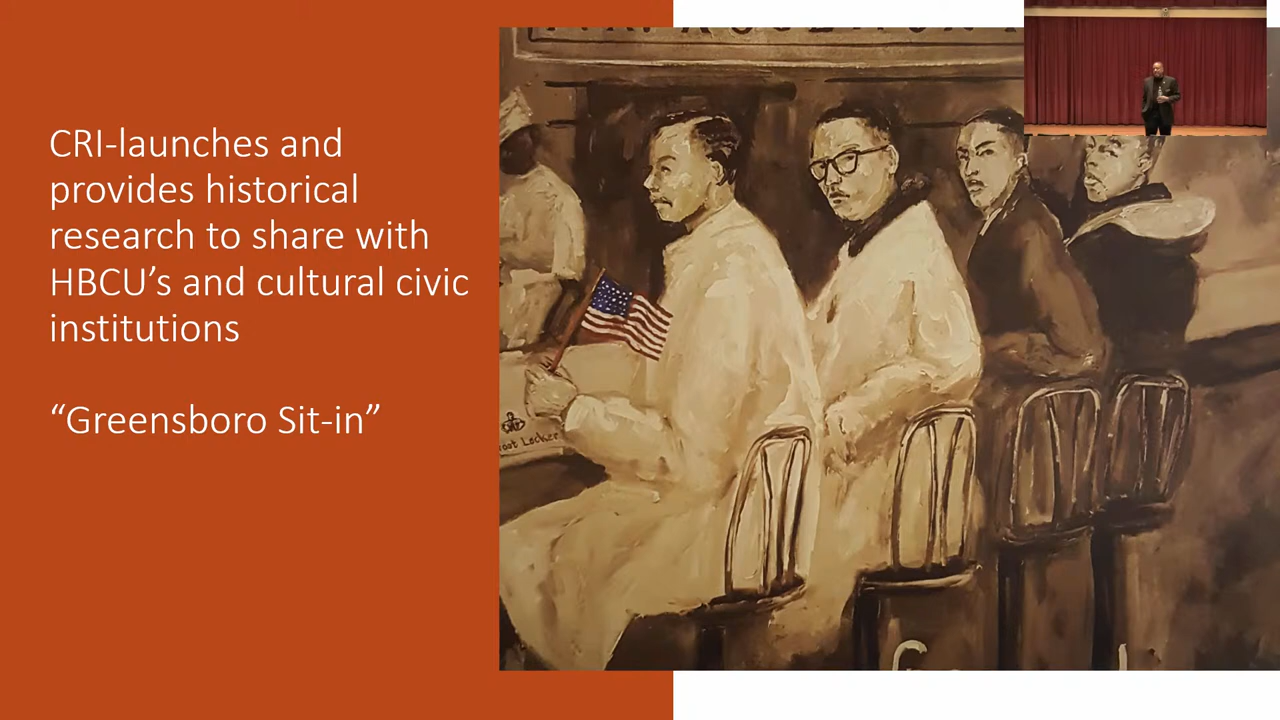 CRI-launches and
provides historical
research to share with
HBCU’s and cultural civic
institutions
“Greensboro Sit-in”